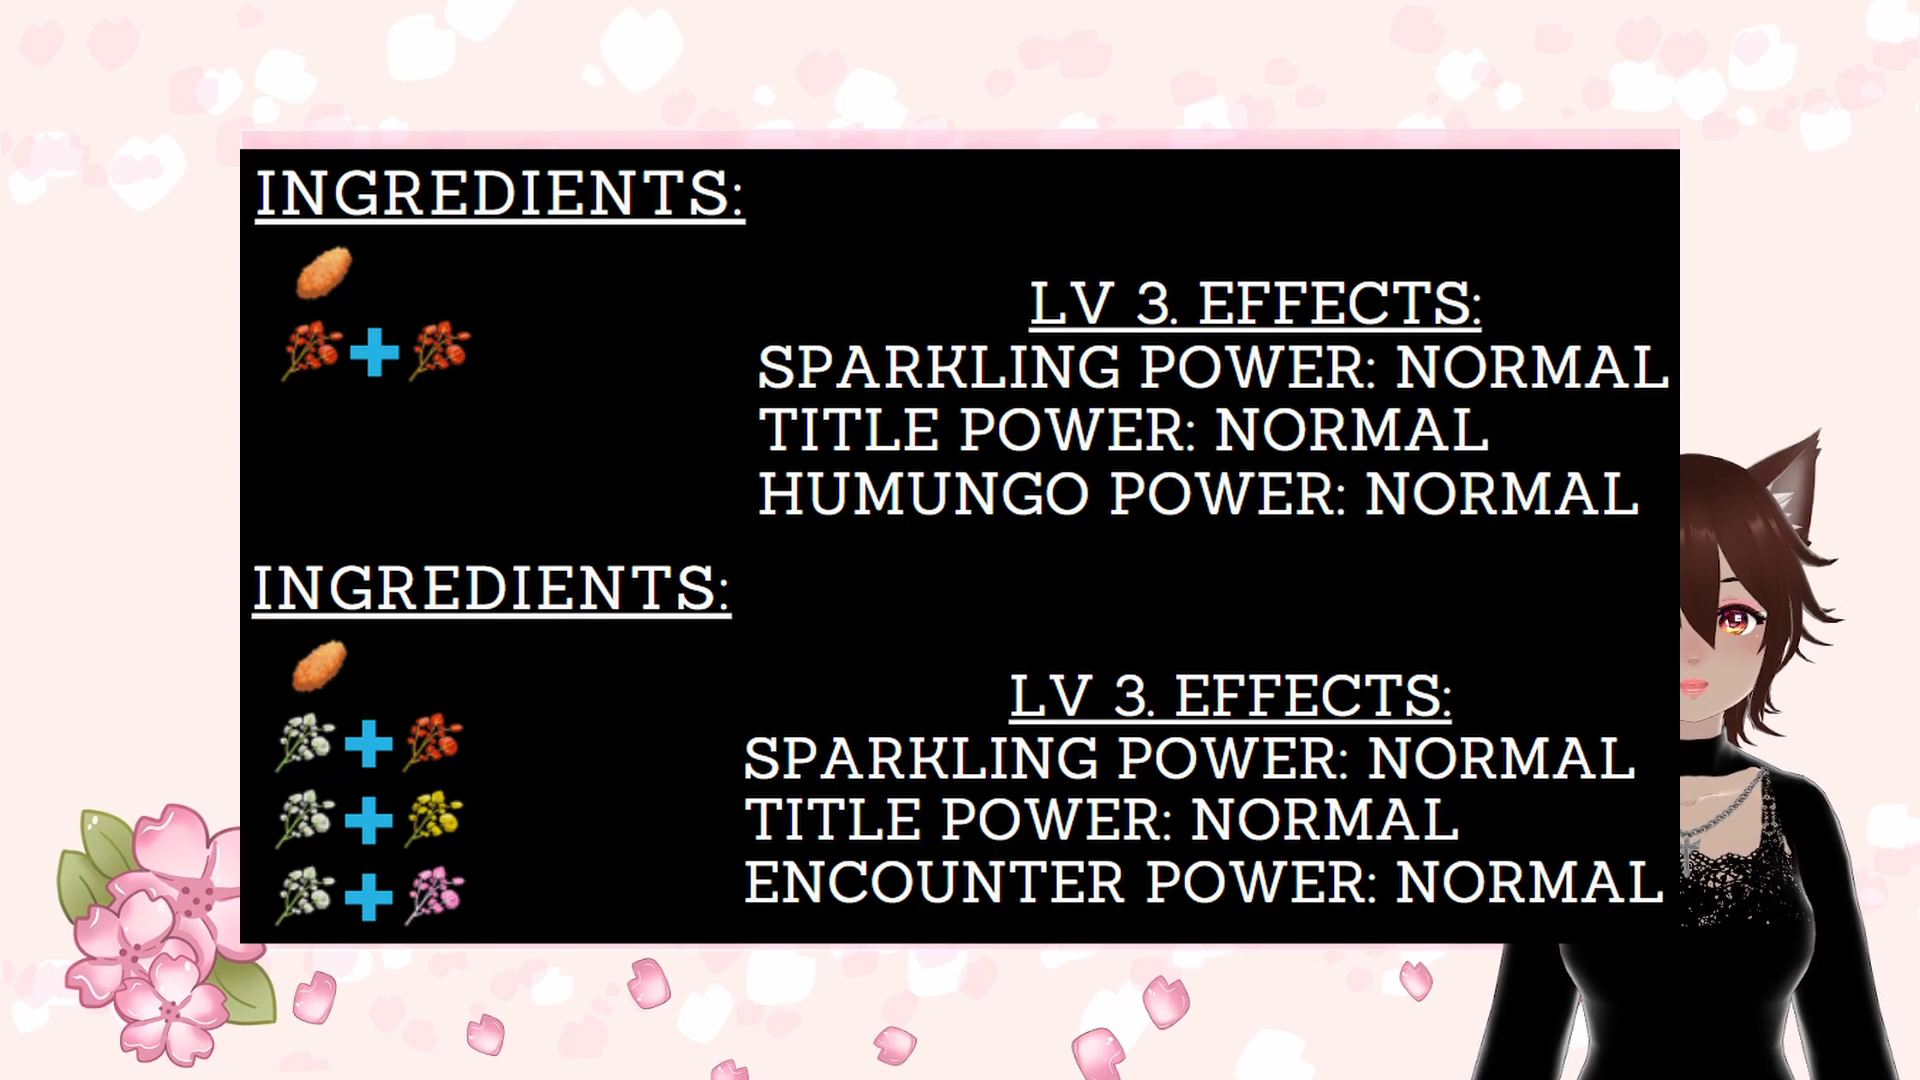 INGREDIENTS:
LV 3. EFFECTS:
SPARKLING POWER: NORMAL
TITLE POWER: NORMAL
HUMUNGO POWER: NORMAL
INGREDIENTS:
LV 3. EFFECTS:
SPARKLING POWER: NORMAL
TITLE POWER: NORMAL
ENCOUNTER POWER: NORMAL